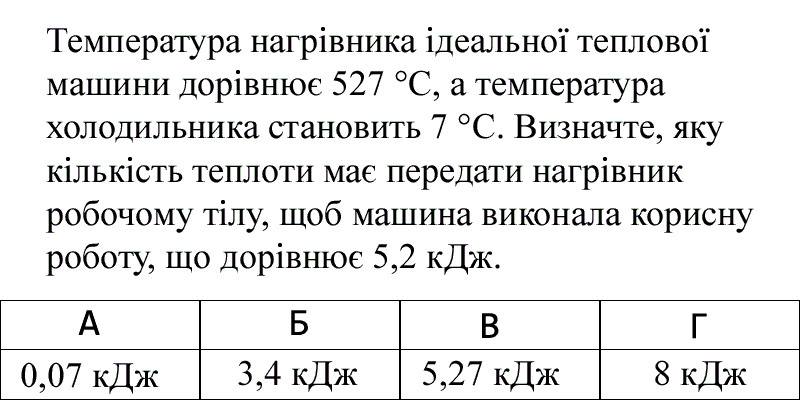 Температура нагрівника ідеальної теплової
машини дорівнює 527 °C, а температура
холодильника становить 7 °C. Визначте, яку
кількість теплоти має передати нагрівник
робочому тілу, щоб машина виконала корисну
роботу, що дорівнює 5,2 кДж.
А Б В Г
0,07 кДж 3,4 кДж 5,27 кДж 8 кДж